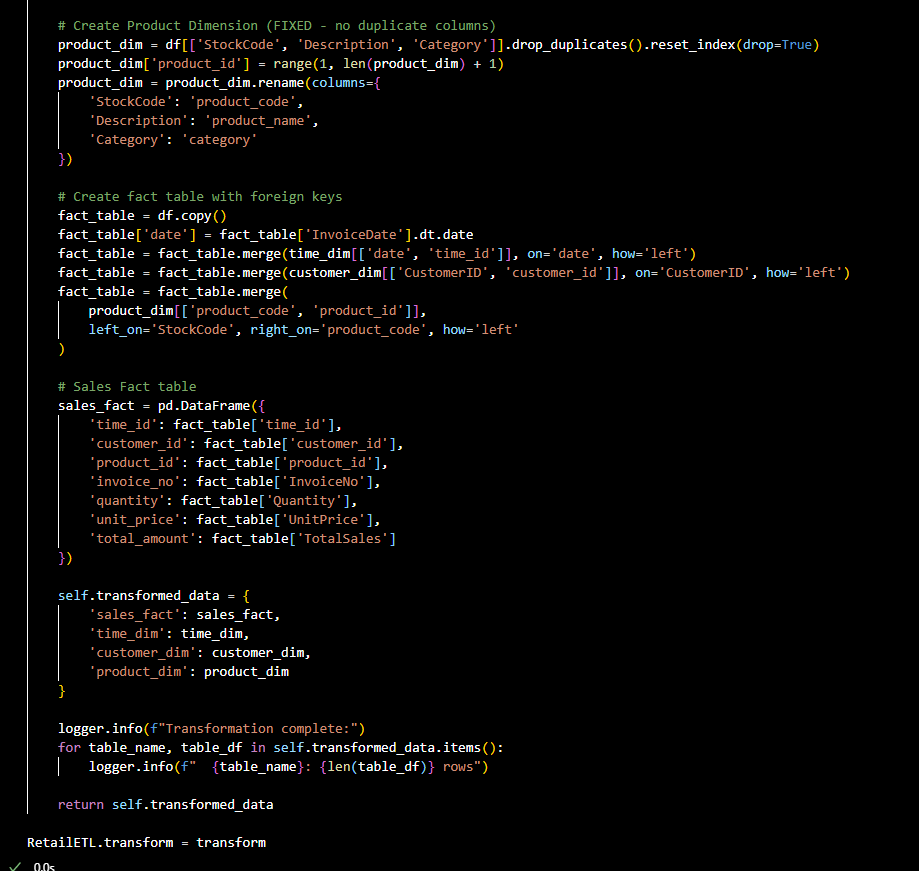 # Create Product Dimension (FIXED - no duplicate columns)
product_dim = df[['StockCode', 'Description', 'Category']].drop_duplicates().reset_index(drop=True)
product_dim['product_id'] = range(1, len(product_dim) + 1)
product_dim = product_dim.rename(columns={
    'StockCode': 'product_code',
    'Description': 'product_name',
    'Category': 'category'
})

# Create fact table with foreign keys
fact_table = df.copy()
fact_table['date'] = fact_table['InvoiceDate'].dt.date
fact_table = fact_table.merge(time_dim[['date', 'time_id']], on='date', how='left')
fact_table = fact_table.merge(customer_dim[['CustomerID', 'customer_id']], on='CustomerID', how='left')
fact_table = fact_table.merge(
    product_dim[['product_code', 'product_id']],
    left_on='StockCode', right_on='product_code', how='left'
)

# Sales Fact table
sales_fact = pd.DataFrame({
    'time_id': fact_table['time_id'],
    'customer_id': fact_table['customer_id'],
    'product_id': fact_table['product_id'],
    'invoice_no': fact_table['InvoiceNo'],
    'quantity': fact_table['Quantity'],
    'unit_price': fact_table['UnitPrice'],
    'total_amount': fact_table['TotalSales']
})

self.transformed_data = {
    'sales_fact': sales_fact,
    'time_dim': time_dim,
    'customer_dim': customer_dim,
    'product_dim': product_dim
}

logger.info(f"Transformation complete:")
for table_name, table_df in self.transformed_data.items():
    logger.info(f"  {table_name}: {len(table_df)} rows")

return self.transformed_data

RetailETL.transform = transform
0.0s